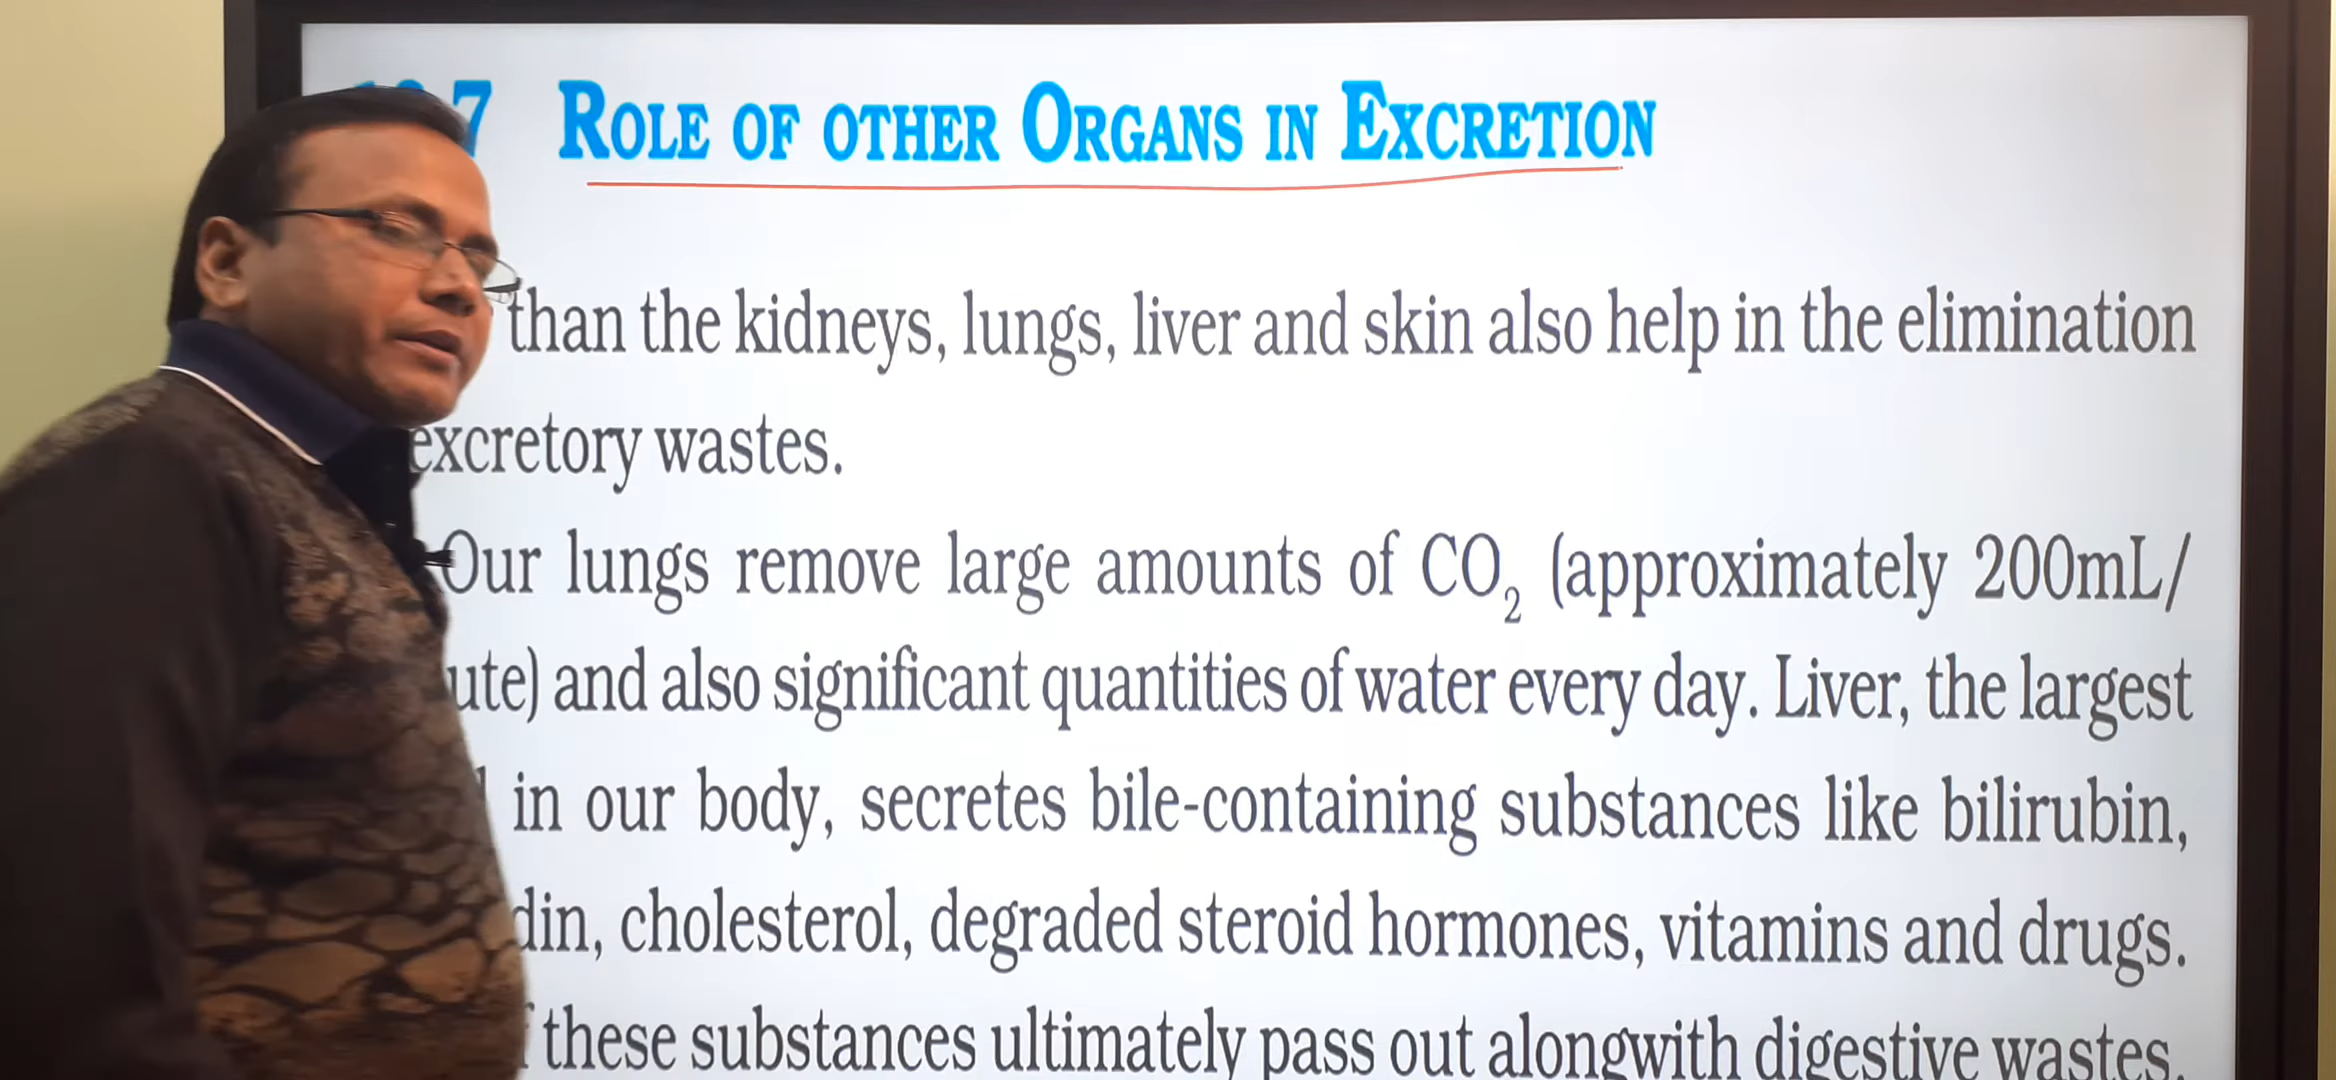 7 ROLE OF OTHER ORGANS IN EXCRETION
than the kidneys, lungs, liver and skin also help in the elimination
excretory wastes.
Our lungs remove large amounts of CO₂ (approximately 200mL/
ute) and also significant quantities of water every day. Liver, the largest
in our body, secretes bile-containing substances like bilirubin,
din, cholesterol, degraded steroid hormones, vitamins and drugs.
these substances ultimately pass out alongwith digestive wastes.